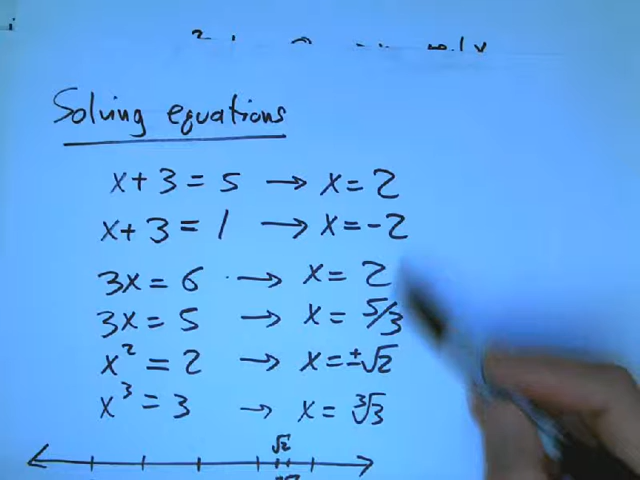 Solving equations
x+3=5 → x=2
x+3=1 → x=-2
3x=6 → x=2
3x=5 → x=5/3
x²=2 → x=±√2
x³=3 → x=∛3
√2